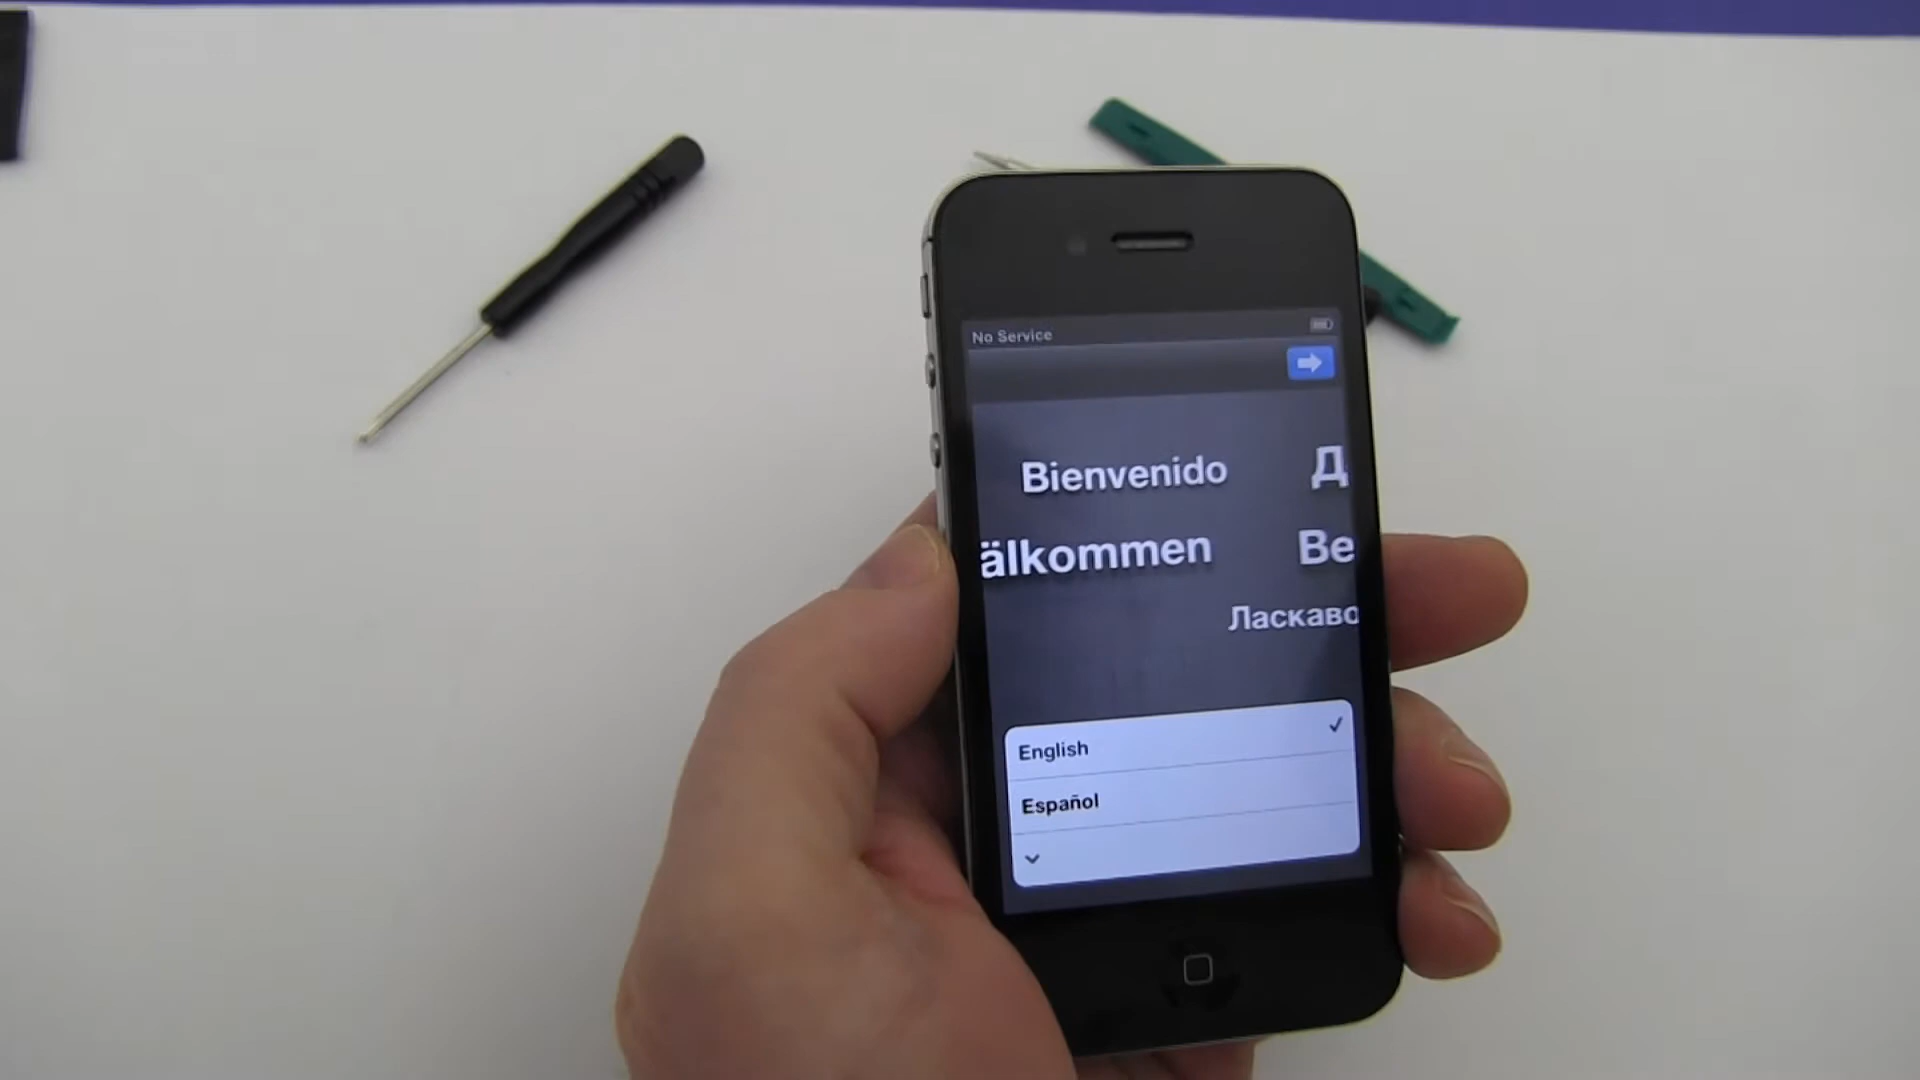 No Service
Bienvenido Д
älkommen Be
Ласкаво
English
Español